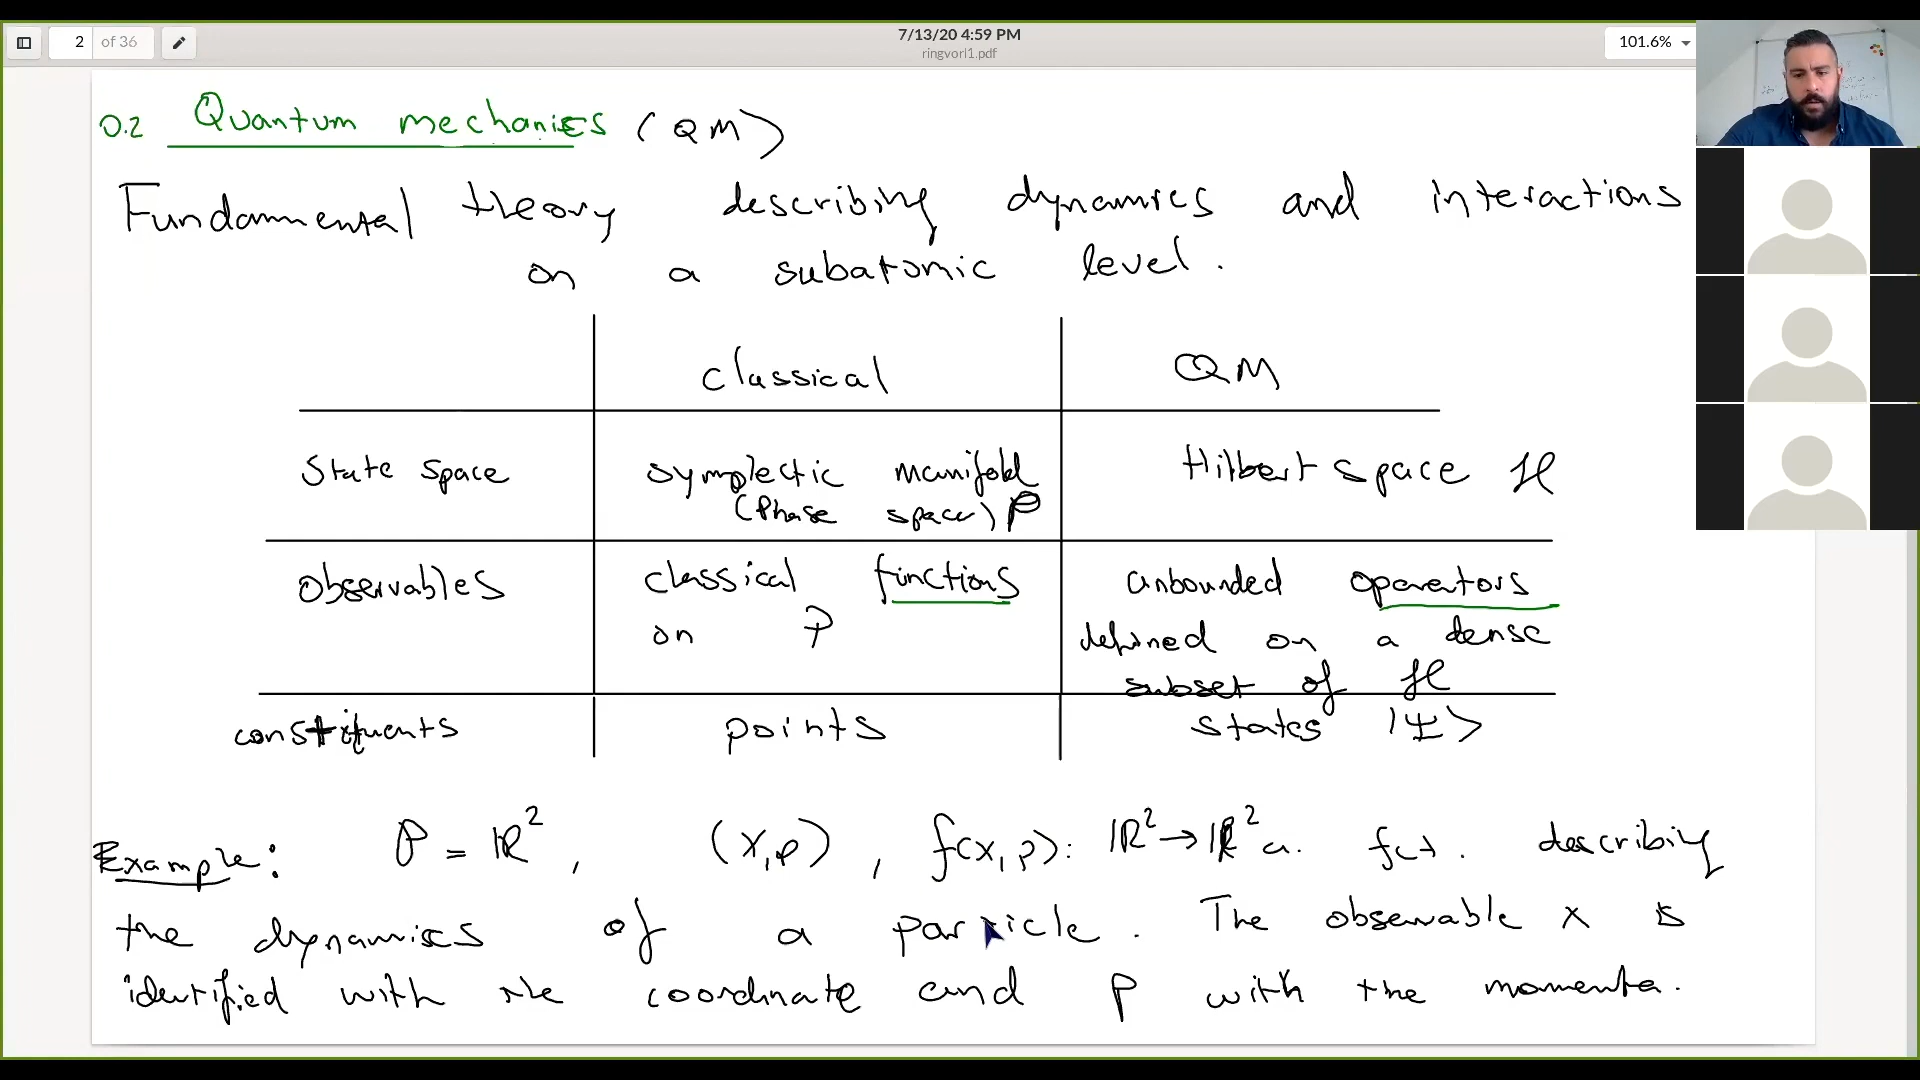 7/13/20 4:59 PM
2 of 36
ringvorl1.pdf
101.6%
0.2 Quantum mechanics (QM)
Fundammental theory describing dynamics and interactions
on a subatomic level.
classical QM
State space symplectic manifold Hilbert space ℋ
(Phase space) P
observables classical functions unbounded operators
on P defined on a dense
subset of ℋ
constituents points states |Ψ>
Example: P = ℝ², (x,p), f(x,p): ℝ²→ℝ² a. fct. describing
the dynamics of a particle. The observable x is
identified with the coordinate and p with the momenta.